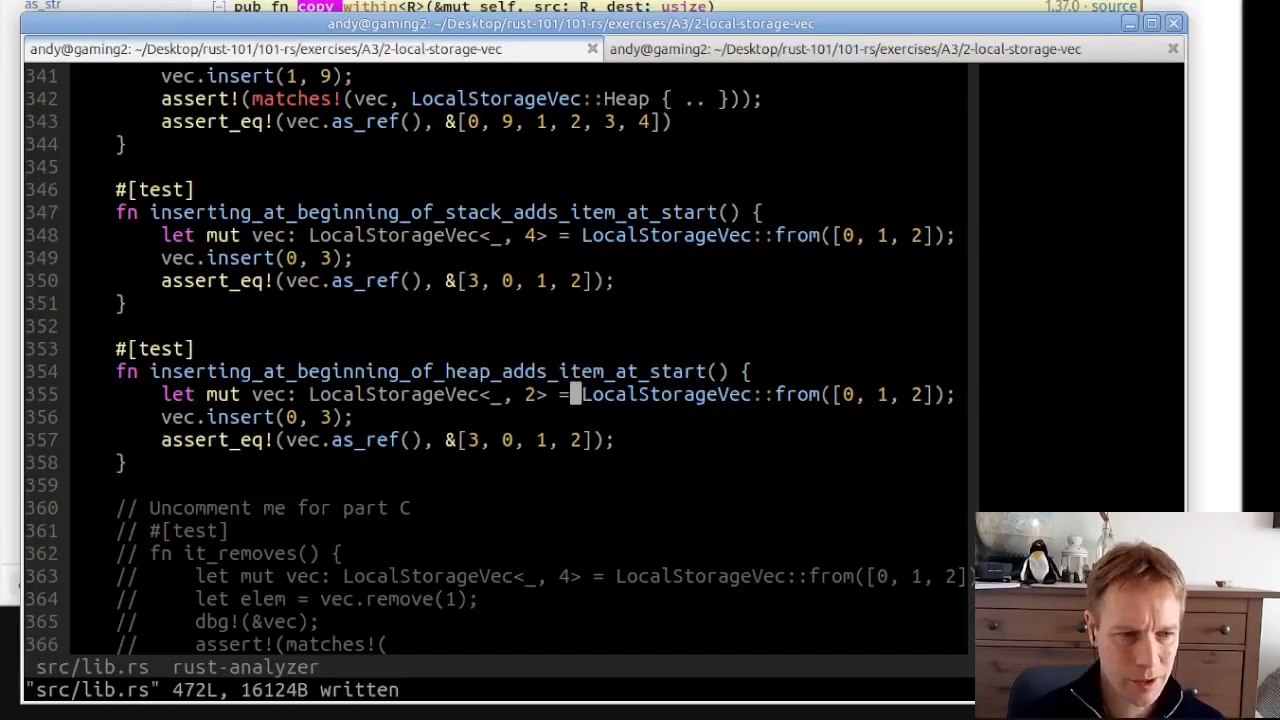 as_str
[−] pub fn copy_within<R>(&mut self, src: R, dest: usize)
1.37.0 · source
andy@gaming2: ~/Desktop/rust-101/101-rs/exercises/A3/2-local-storage-vec
andy@gaming2: ~/Desktop/rust-101/101-rs/exercises/A3/2-local-storage-vec
andy@gaming2: ~/Desktop/rust-101/101-rs/exercises/A3/2-local-storage-vec
341         vec.insert(1, 9);
342         assert!(matches!(vec, LocalStorageVec::Heap { .. }));
343         assert_eq!(vec.as_ref(), &[0, 9, 1, 2, 3, 4])
344     }
345
346     #[test]
347     fn inserting_at_beginning_of_stack_adds_item_at_start() {
348         let mut vec: LocalStorageVec<_, 4> = LocalStorageVec::from([0, 1, 2]);
349         vec.insert(0, 3);
350         assert_eq!(vec.as_ref(), &[3, 0, 1, 2]);
351     }
352
353     #[test]
354     fn inserting_at_beginning_of_heap_adds_item_at_start() {
355         let mut vec: LocalStorageVec<_, 2> = LocalStorageVec::from([0, 1, 2]);
356         vec.insert(0, 3);
357         assert_eq!(vec.as_ref(), &[3, 0, 1, 2]);
358     }
359
360     // Uncomment me for part C
361     // #[test]
362     // fn it_removes() {
363     //     let mut vec: LocalStorageVec<_, 4> = LocalStorageVec::from([0, 1, 2]
364     //     let elem = vec.remove(1);
365     //     dbg!(&vec);
366     //     assert!(matches!(
src/lib.rs  rust-analyzer
"src/lib.rs" 472L, 16124B written